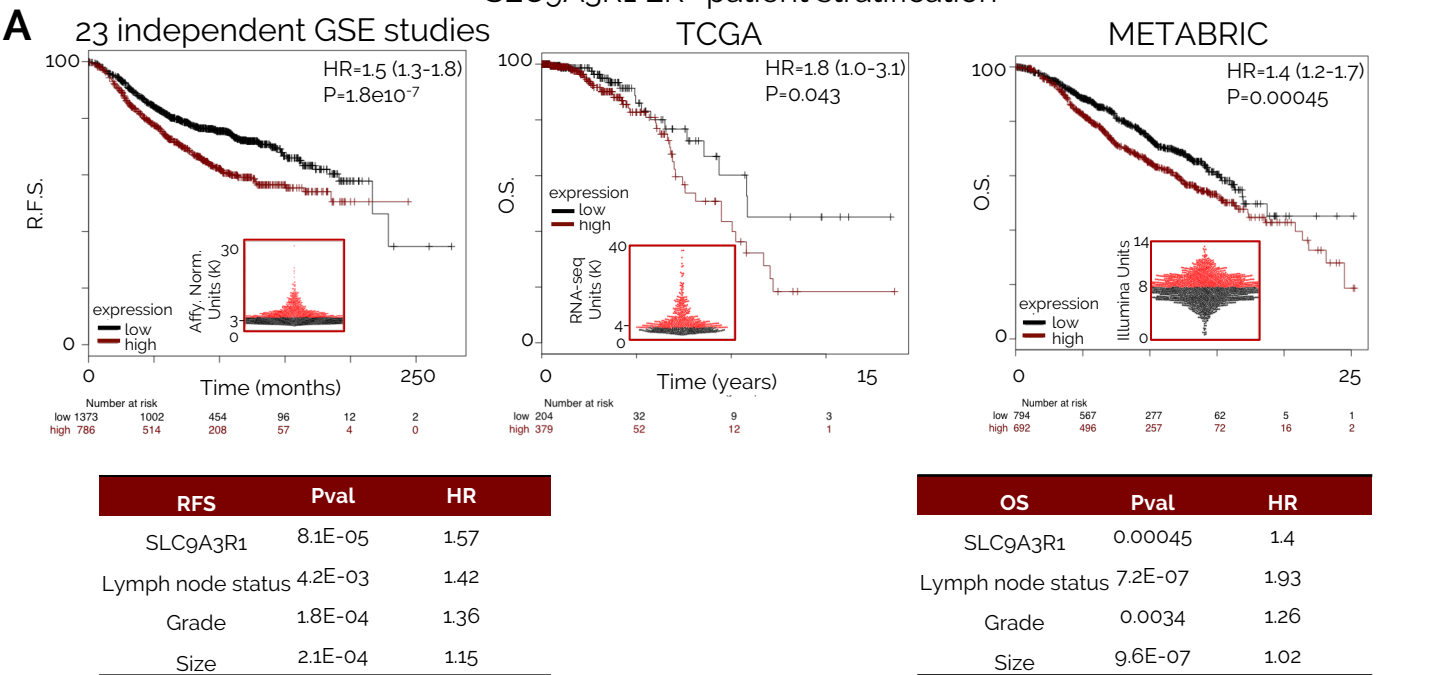 A
23 independent GSE studies
100
HR=1.5 (1.3-1.8)
P=1.8e10-7
R.F.S.
expression
low
high
0
Affy. Norm.
Units (K)
30
3
0
0
Time (months)
250
Number at risk
low 1373 1002 454 96 12 2
high 786 514 208 57 4 0
TCGA
100
HR=1.8 (1.0-3.1)
P=0.043
O.S.
expression
low
high
0
RNA-seq
Units (K)
40
4
0
0
Time (years)
15
Number at risk
low 204 32 9 3
high 379 52 12 1
METABRIC
100
HR=1.4 (1.2-1.7)
P=0.00045
O.S.
expression
low
high
0
Illumina Units
14
8
0
0
25
Number at risk
low 794 567 277 62 5 1
high 692 496 257 72 16 2
RFS Pval HR
SLC9A3R1 8.1E-05 1.57
Lymph node status 4.2E-03 1.42
Grade 1.8E-04 1.36
Size 2.1E-04 1.15
OS Pval HR
SLC9A3R1 0.00045 1.4
Lymph node status 7.2E-07 1.93
Grade 0.0034 1.26
Size 9.6E-07 1.02